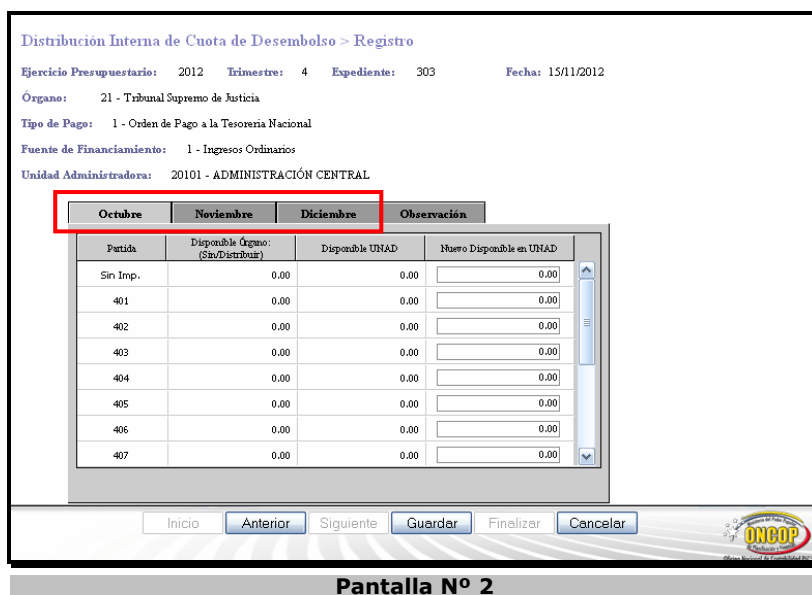 Distribución Interna de Cuota de Desembolso > Registro
Ejercicio Presupuestario: 2012 Trimestre: 4 Expediente: 303 Fecha: 15/11/2012
Órgano: 21 - Tribunal Supremo de Justicia
Tipo de Pago: 1 - Orden de Pago a la Tesoreria Nacional
Fuente de Financiamiento: 1 - Ingresos Ordinarios
Unidad Administradora: 20101 - ADMINISTRACIÓN CENTRAL
Octubre Noviembre Diciembre Observación
Partida Disponible Órgano: (Sin/Distribuir) Disponible UNAD Nuevo Disponible en UNAD
Sin Imp. 0.00 0.00 0.00
401 0.00 0.00 0.00
402 0.00 0.00 0.00
403 0.00 0.00 0.00
404 0.00 0.00 0.00
405 0.00 0.00 0.00
406 0.00 0.00 0.00
407 0.00 0.00 0.00
Inicio Anterior Siguiente Guardar Finalizar Cancelar
ONCOP
Pantalla Nº 2